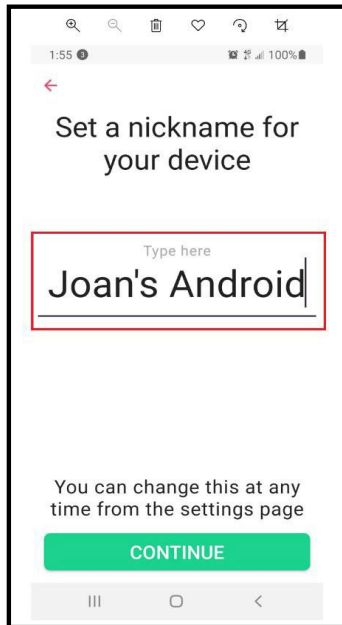 1:55 3 100%
Set a nickname for
your device
Type here
Joan's Android
You can change this at any
time from the settings page
CONTINUE